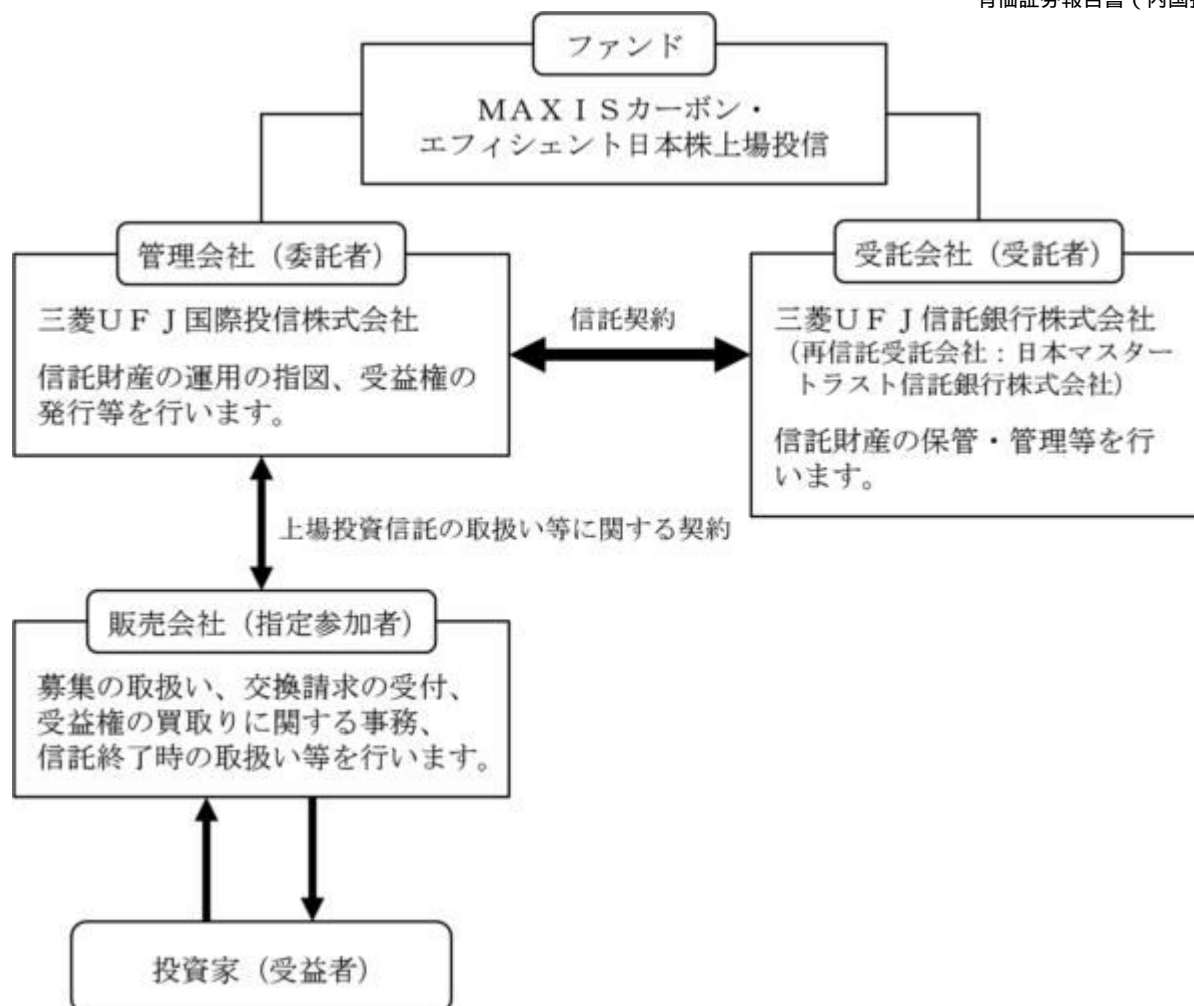 有価証券報告書(内国投
ファンド
MAXISカーボン・
エフィシェント日本株上場投信
管理会社(委託者)
三菱UFJ国際投信株式会社
信託財産の運用の指図、受益権の
発行等を行います。
信託契約
受託会社(受託者)
三菱UFJ信託銀行株式会社
(再信託受託会社:日本マスター
トラスト信託銀行株式会社)
信託財産の保管・管理等を行
います。
上場投資信託の取扱い等に関する契約
販売会社(指定参加者)
募集の取扱い、交換請求の受付、
受益権の買取りに関する事務、
信託終了時の取扱い等を行います。
投資家(受益者)